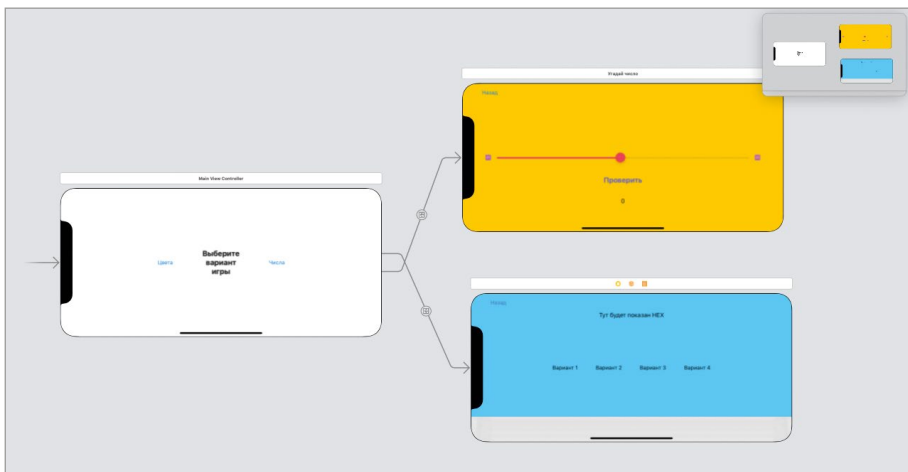 Угадай число
Назад
Проверить
0
Main View Controller
Цвета
Выберите
вариант
игры
Числа
Назад
Тут будет показан HEX
Вариант 1
Вариант 2
Вариант 3
Вариант 4